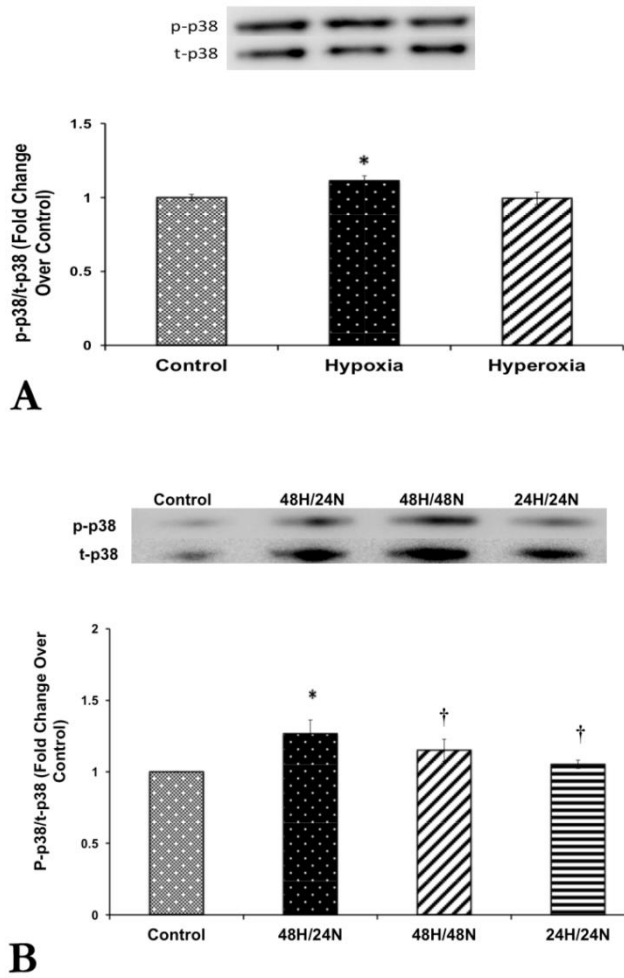 p-p38
t-p38
p-p38/t-p38 (Fold Change
Over Control)
1.5
*
1
0.5
0
Control Hypoxia Hyperoxia
A
Control 48H/24N 48H/48N 24H/24N
p-p38
t-p38
P-p38/t-p38 (Fold Change Over
Control)
2
1.5
* † †
1
0.5
0
Control 48H/24N 48H/48N 24H/24N
B